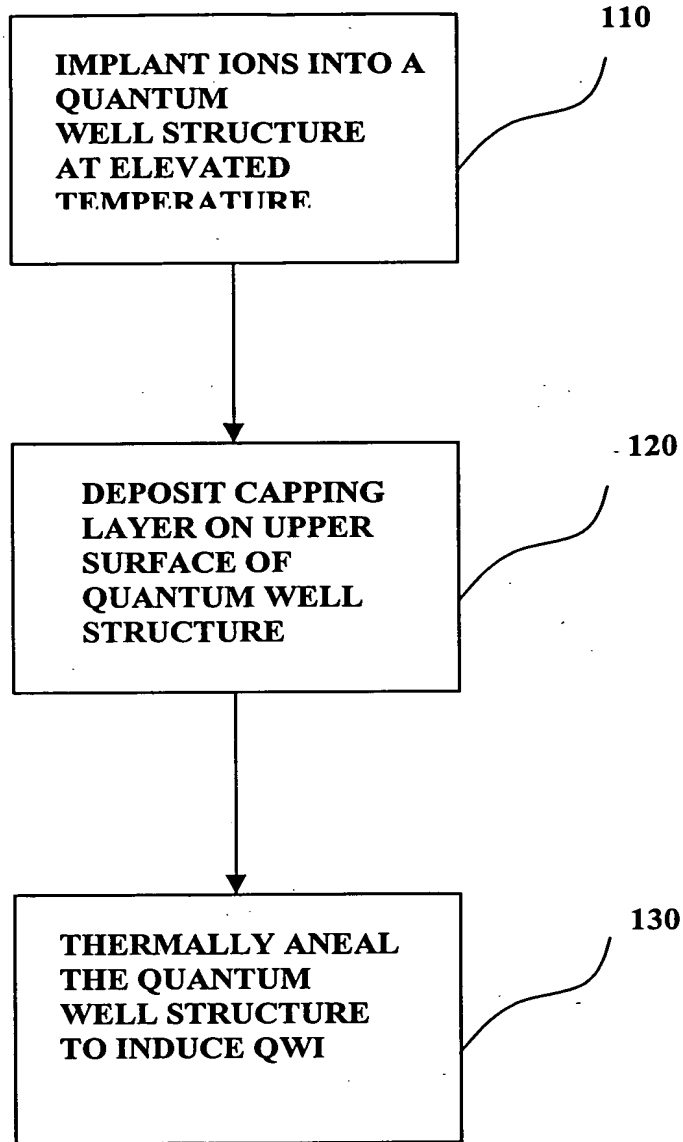 110
IMPLANT IONS INTO A
QUANTUM
WELL STRUCTURE
AT ELEVATED
TEMPERATURE
120
DEPOSIT CAPPING
LAYER ON UPPER
SURFACE OF
QUANTUM WELL
STRUCTURE
130
THERMALLY ANEAL
THE QUANTUM
WELL STRUCTURE
TO INDUCE QWI